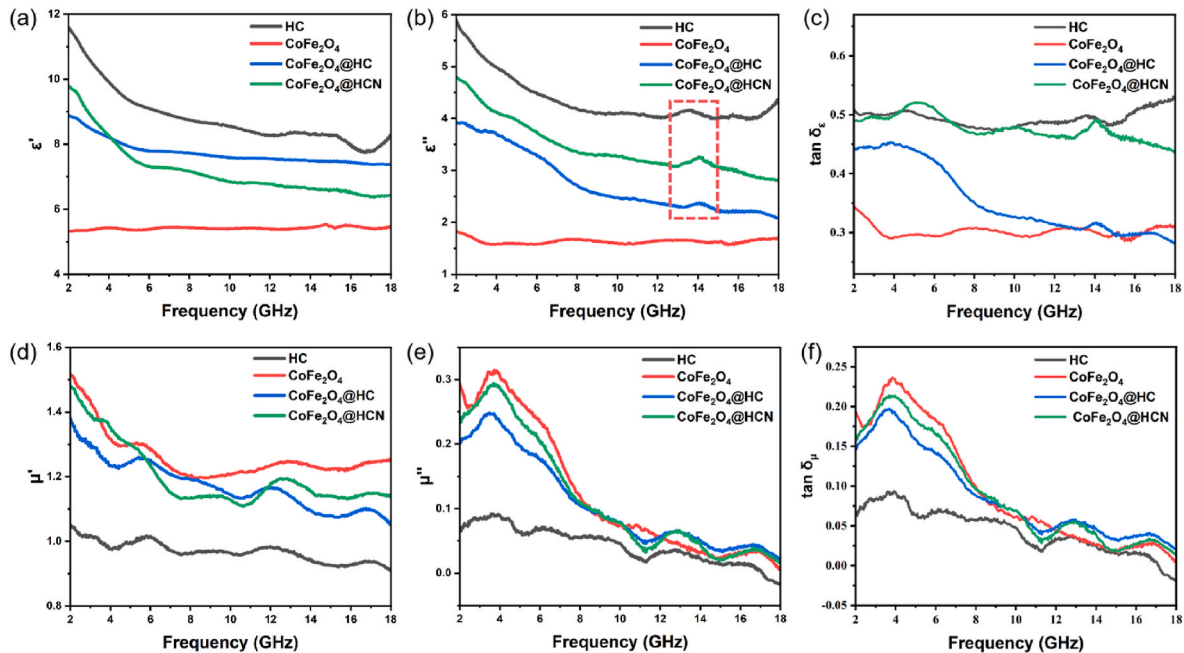 (a)
12
10
8
6
4
ε'
HC
CoFe₂O₄
CoFe₂O₄@HC
CoFe₂O₄@HCN
2 4 6 8 10 12 14 16 18
Frequency (GHz)
(b)
6
5
4
3
2
1
0
ε''
HC
CoFe₂O₄
CoFe₂O₄@HC
CoFe₂O₄@HCN
2 4 6 8 10 12 14 16 18
Frequency (GHz)
(c)
0.6
0.5
0.4
0.3
tan δε
HC
CoFe₂O₄
CoFe₂O₄@HC
CoFe₂O₄@HCN
2 4 6 8 10 12 14 16 18
Frequency (GHz)
(d)
1.6
1.4
1.2
1.0
0.8
μ'
HC
CoFe₂O₄
CoFe₂O₄@HC
CoFe₂O₄@HCN
2 4 6 8 10 12 14 16 18
Frequency (GHz)
(e)
0.3
0.2
0.1
0.0
μ''
HC
CoFe₂O₄
CoFe₂O₄@HC
CoFe₂O₄@HCN
2 4 6 8 10 12 14 16 18
Frequency (GHz)
(f)
0.25
0.20
0.15
0.10
0.05
0.00
-0.05
tan δμ
HC
CoFe₂O₄
CoFe₂O₄@HC
CoFe₂O₄@HCN
2 4 6 8 10 12 14 16 18
Frequency (GHz)